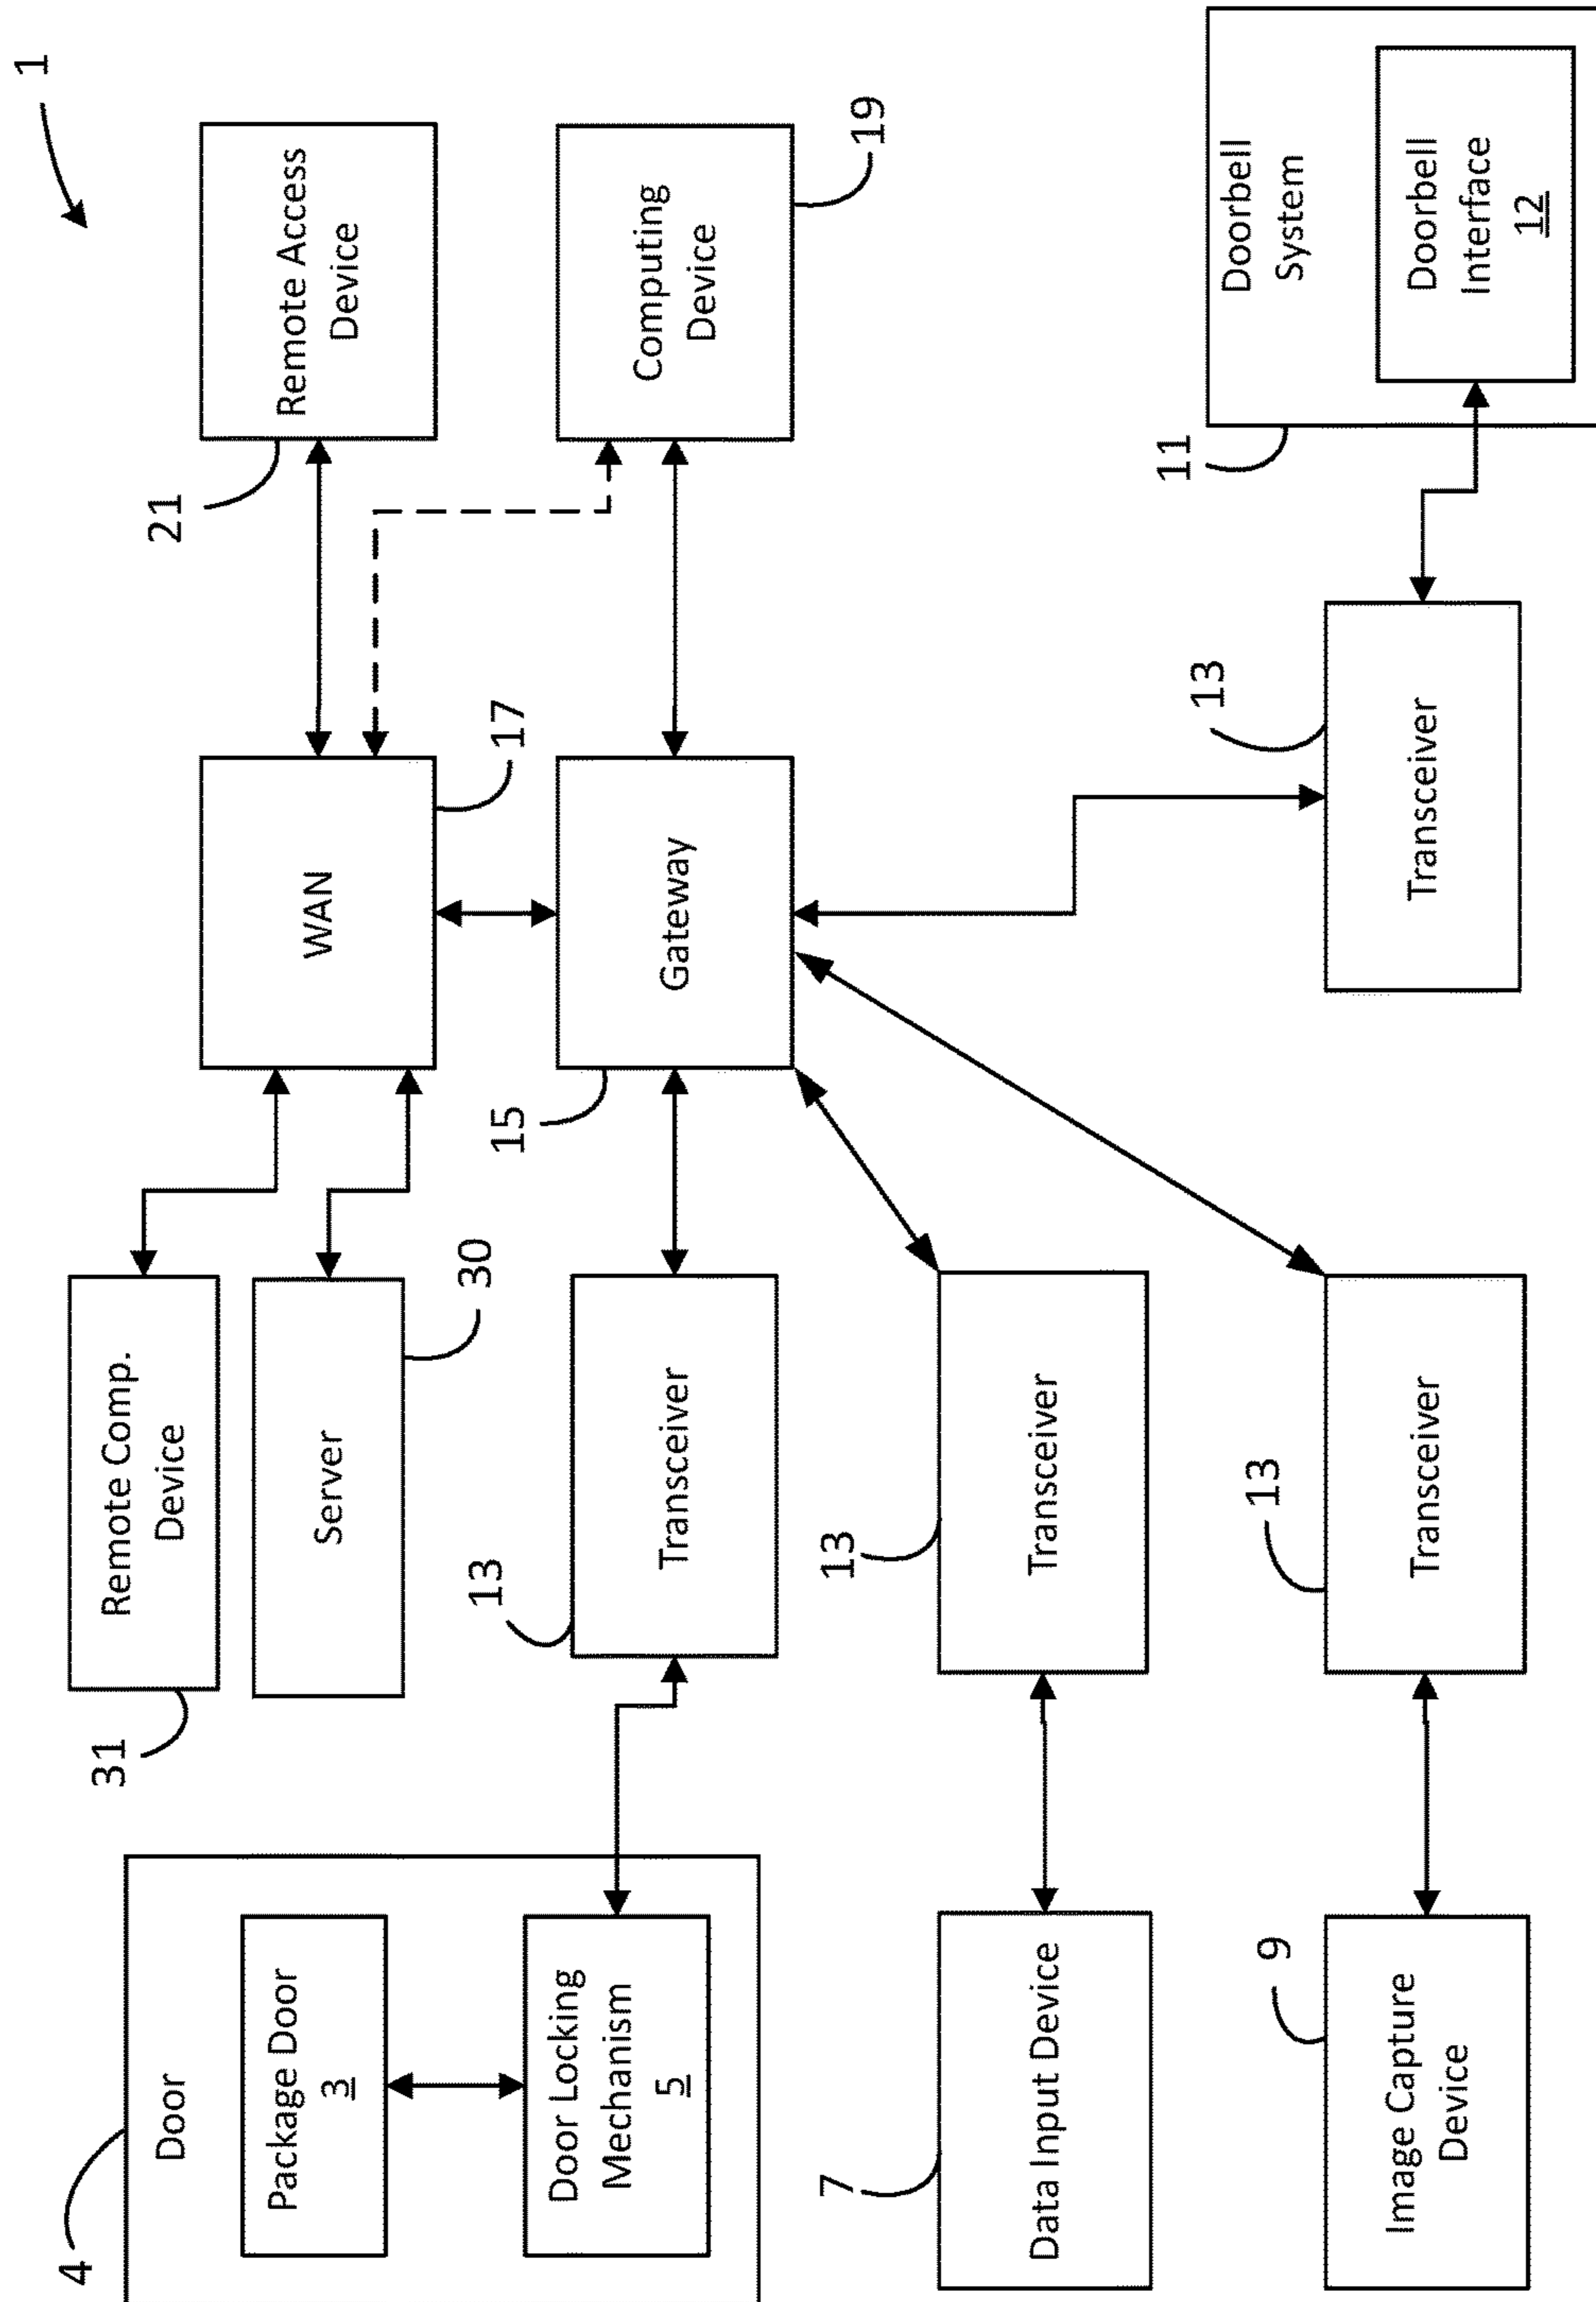 1
4
Door
Package Door
3
Door Locking
Mechanism
5
31
Remote Comp.
Device
Server
30
WAN
17
21
Remote Access
Device
13
Transceiver
15
Gateway
Computing
Device
19
7
Data Input Device
13
Transceiver
9
Image Capture
Device
13
Transceiver
13
Transceiver
11
Doorbell
System
Doorbell
Interface
12